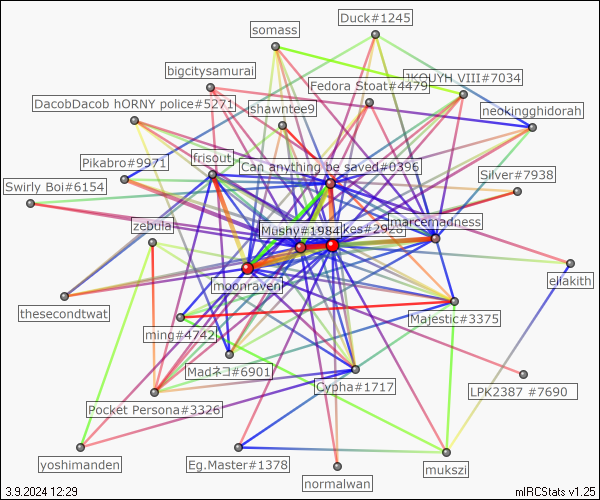 Duck#1245
somass
bigcitysamurai
JKOUYH VIII#7034
Fedora Stoat#4479
DacobDacob hORNY police#5271
shawntee9
neokingghidorah
frisout
Pikabro#9971
Can anything be saved#0396
Silver#7938
Swirly Boi#6154
zebula
marcemadness
Mushy#1984
kes#2926
moonraven
eliakith
thesecondtwat
Majestic#3375
ming#4742
Madネコ#6901
Cypha#1717
LPK2387 #7690
Pocket Persona#3326
yoshimanden
Eg.Master#1378
mukszi
normalwan
3.9.2024 12:29
mIRCStats v1.25